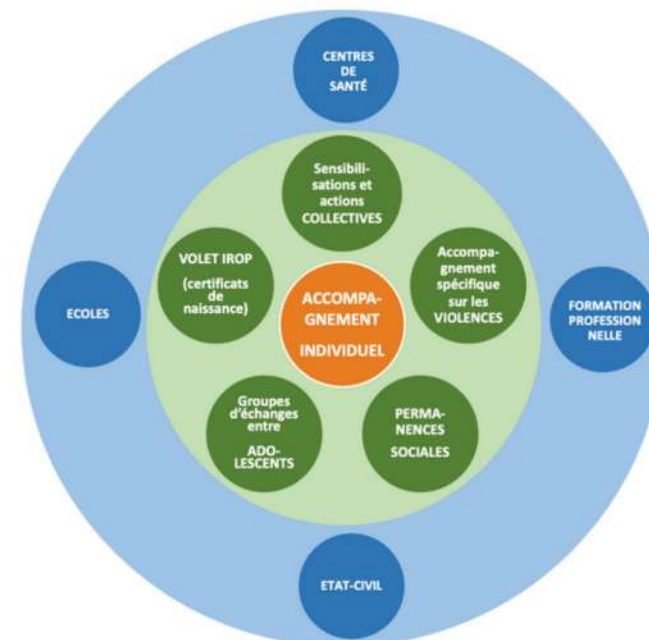 CENTRES
DE
SANTÉ
Sensibili-
sations et
actions
COLLECTIVES
VOLET IROP
(certificats
de
naissance)
Accompa-
gnement
spécifique
sur les
VIOLENCES
ACCOMPA-
GNEMENT
INDIVIDUEL
ECOLES
FORMATION
PROFESSION
NELLE
Groupes
d'échanges
entre
ADO-
LESCENTS
PERMA-
NENCES
SOCIALES
ETAT-CIVIL